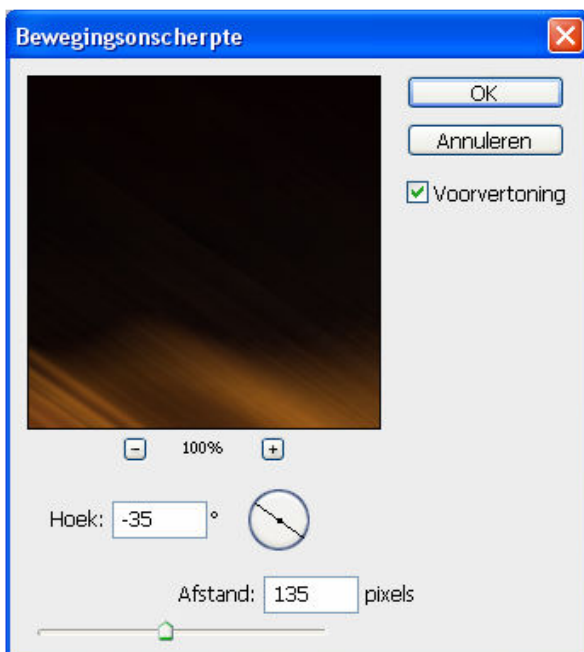 Bewegingsonscherpte
OK
Annuleren
Voorvertoning
100%
Hoek: -35 °
Afstand: 135 pixels